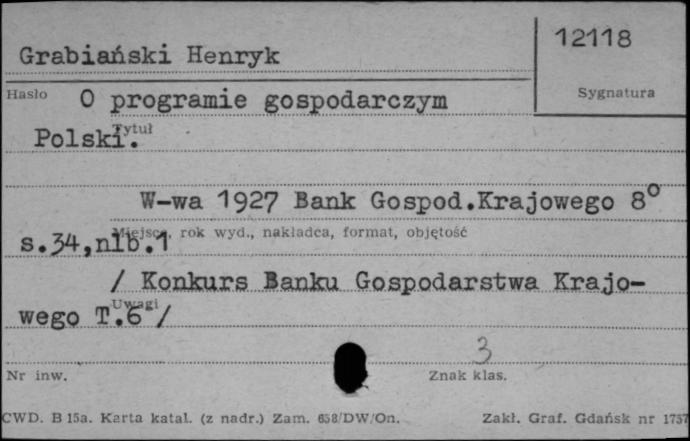 12118
Grabiański Henryk
Sygnatura
Hasło
O programie gospodarczym
Tytuł
Polski.
W-wa 1927 Bank Gospod.Krajowego 8°
Miejsce, rok wyd., nakładca, format, objętość
s.34,nlb.1
/ Konkurs Banku Gospodarstwa Krajo-
Uwagi
wego T.6 /
3
Nr inw.
Znak klas.
CWD. B 15a. Karta katal. (z nadr.) Zam. 658/DW/On.
Zakł. Graf. Gdańsk nr 1757